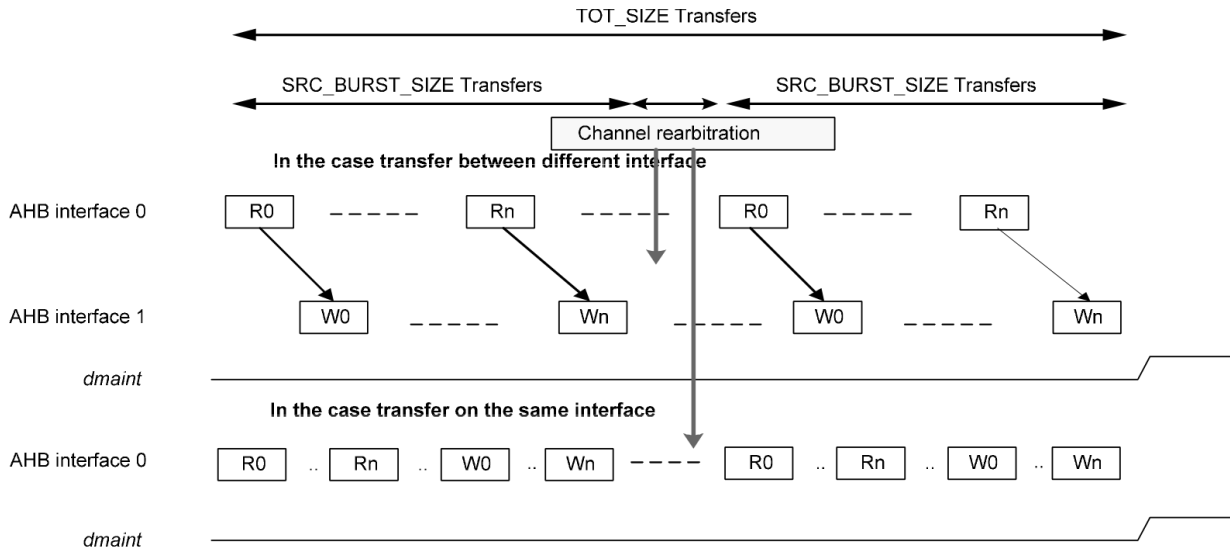 TOT_SIZE Transfers
SRC_BURST_SIZE Transfers SRC_BURST_SIZE Transfers
Channel rearbitration
In the case transfer between different interface
AHB interface 0 R0 Rn R0 Rn
AHB interface 1 W0 Wn W0 Wn
dmaint
In the case transfer on the same interface
AHB interface 0 R0 .. Rn .. W0 .. Wn R0 .. Rn .. W0 .. Wn
dmaint